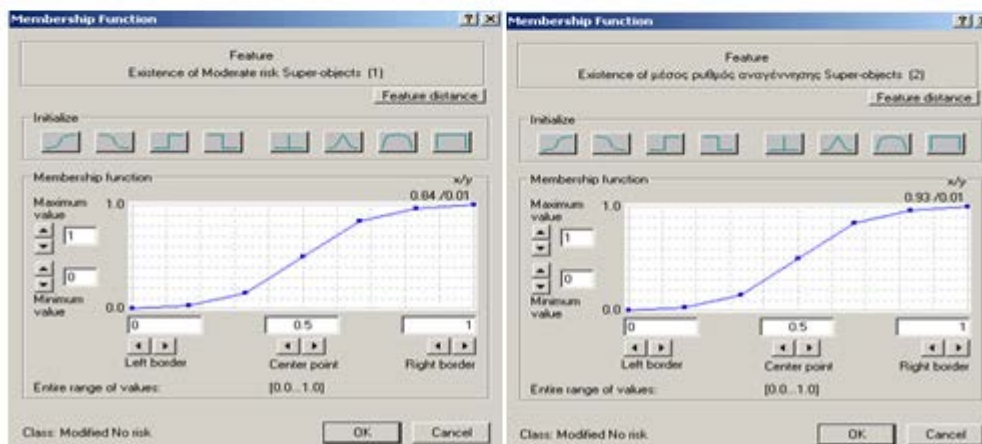 Membership Function
Feature
Existence of Moderate risk Super-objects (1)
Feature distance
Initialize
Membership function
x/y
Maximum value
1.0
0.84 /0.01
1
0
Minimum value
0.0
0
0.5
1
Left border
Center point
Right border
Entire range of values:
[0.0...1.0]
Class: Modified No risk
OK
Cancel
Membership Function
Feature
Existence of μέσος ρυθμός αναγέννησης Super-objects (2)
Feature distance
Initialize
Membership function
x/y
Maximum value
1.0
0.93 /0.01
1
0
Minimum value
0.0
0
0.5
1
Left border
Center point
Right border
Entire range of values:
[0.0...1.0]
Class: Modified No risk
OK
Cancel